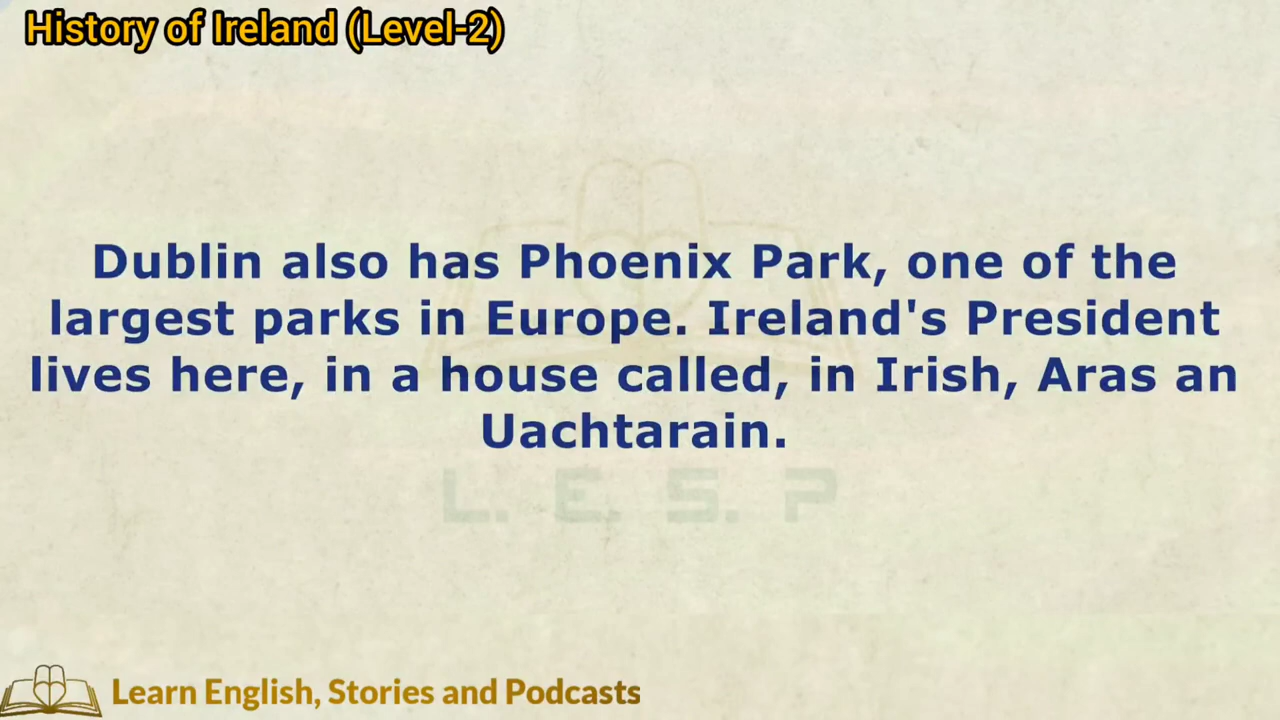 History of Ireland (Level-2)
Dublin also has Phoenix Park, one of the
largest parks in Europe. Ireland's President
lives here, in a house called, in Irish, Aras an
Uachtarain.
L. E. S. P
Learn English, Stories and Podcasts